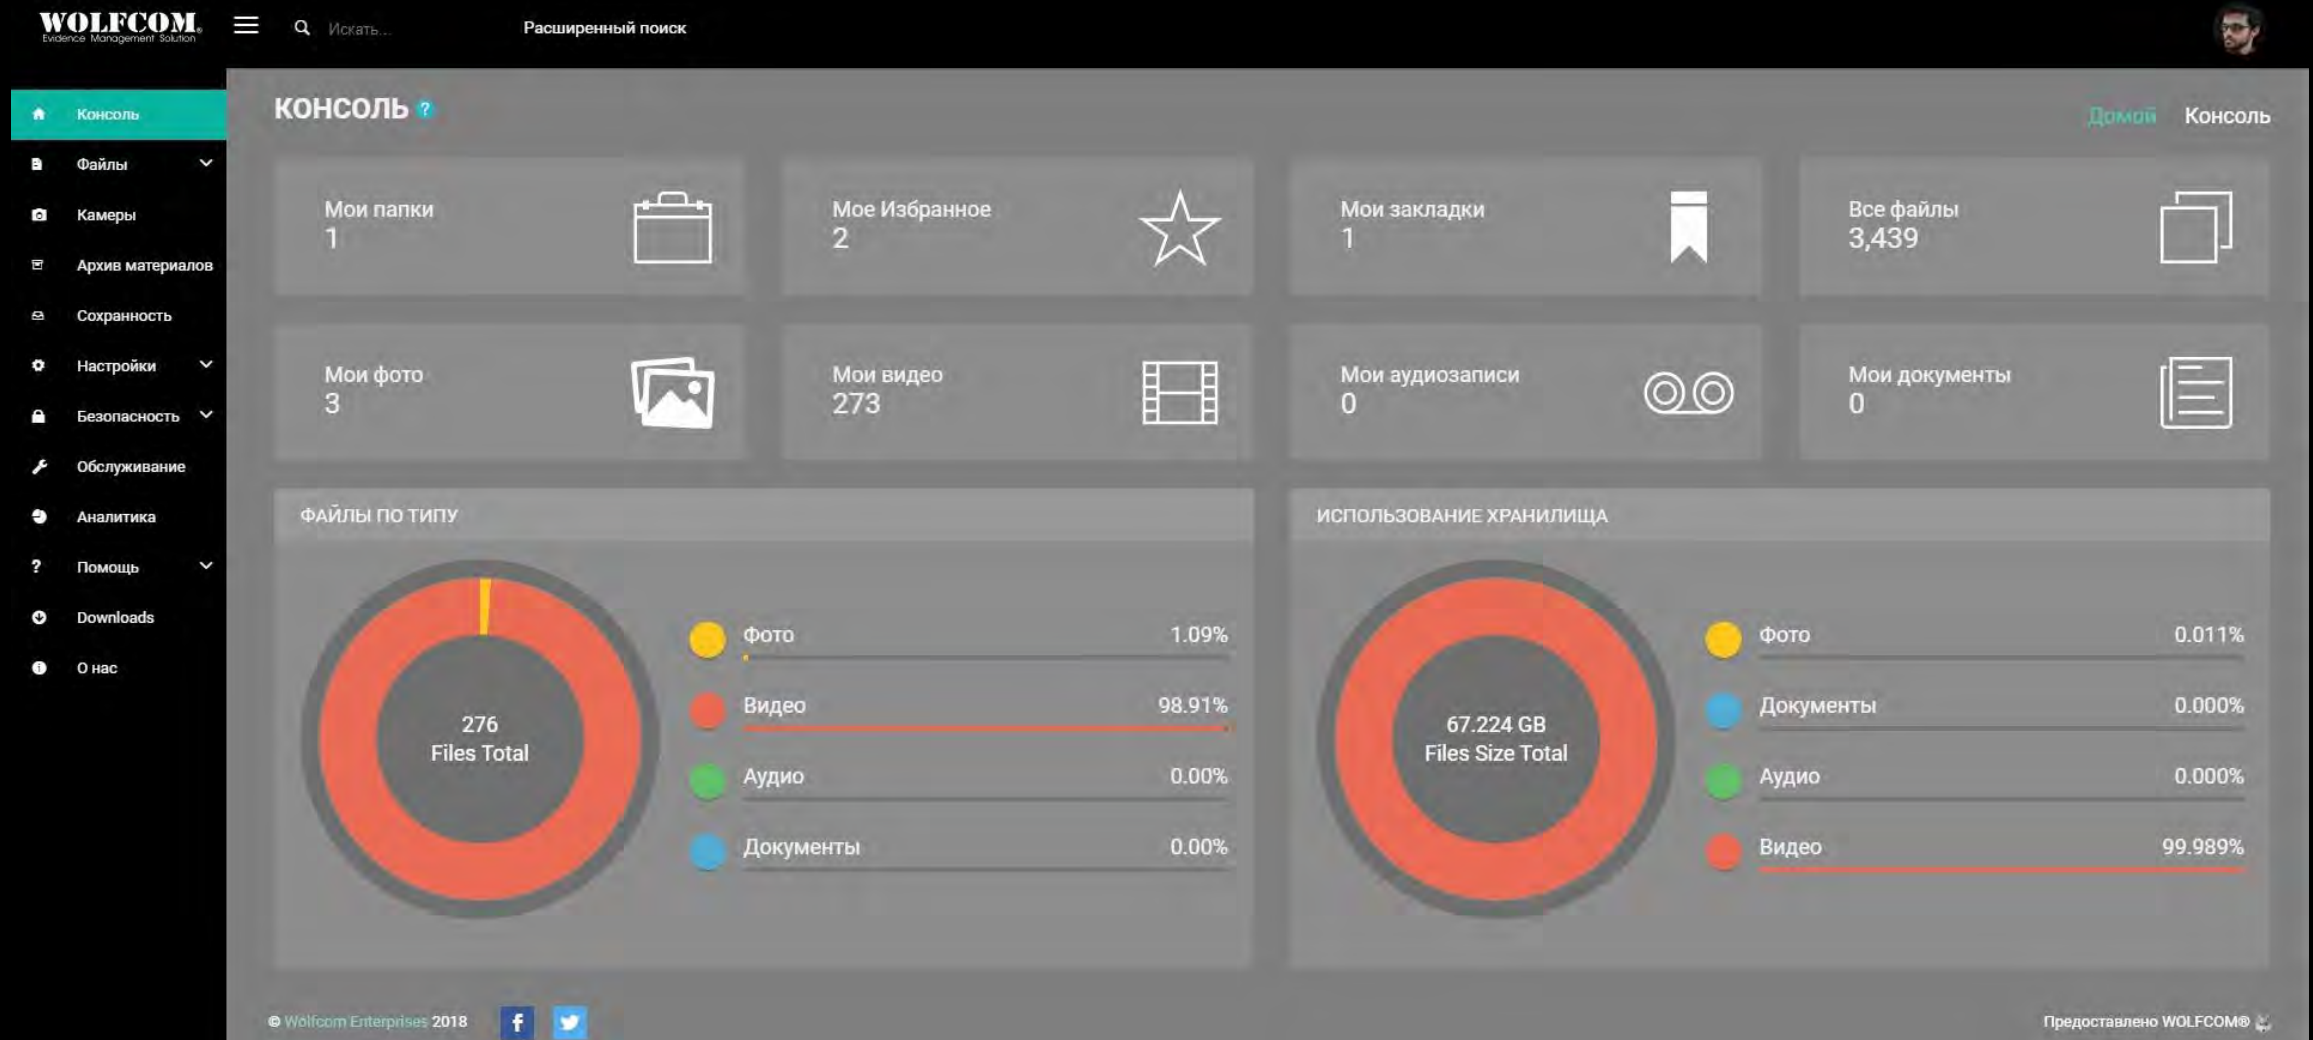 WOLFCOM®
Evidence Management Solution
Искать...
Расширенный поиск
Консоль
Файлы
Камеры
Архив материалов
Сохранность
Настройки
Безопасность
Обслуживание
Аналитика
Помощь
Downloads
О нас
КОНСОЛЬ ?
Домой Консоль
Мои папки
1
Мое Избранное
2
Мои закладки
1
Все файлы
3,439
Мои фото
3
Мои видео
273
Мои аудиозаписи
0
Мои документы
0
ФАЙЛЫ ПО ТИПУ
276
Files Total
Фото 1.09%
Видео 98.91%
Аудио 0.00%
Документы 0.00%
ИСПОЛЬЗОВАНИЕ ХРАНИЛИЩА
67.224 GB
Files Size Total
Фото 0.011%
Документы 0.000%
Аудио 0.000%
Видео 99.989%
© Wolfcom Enterprises 2018
Предоставлено WOLFCOM®